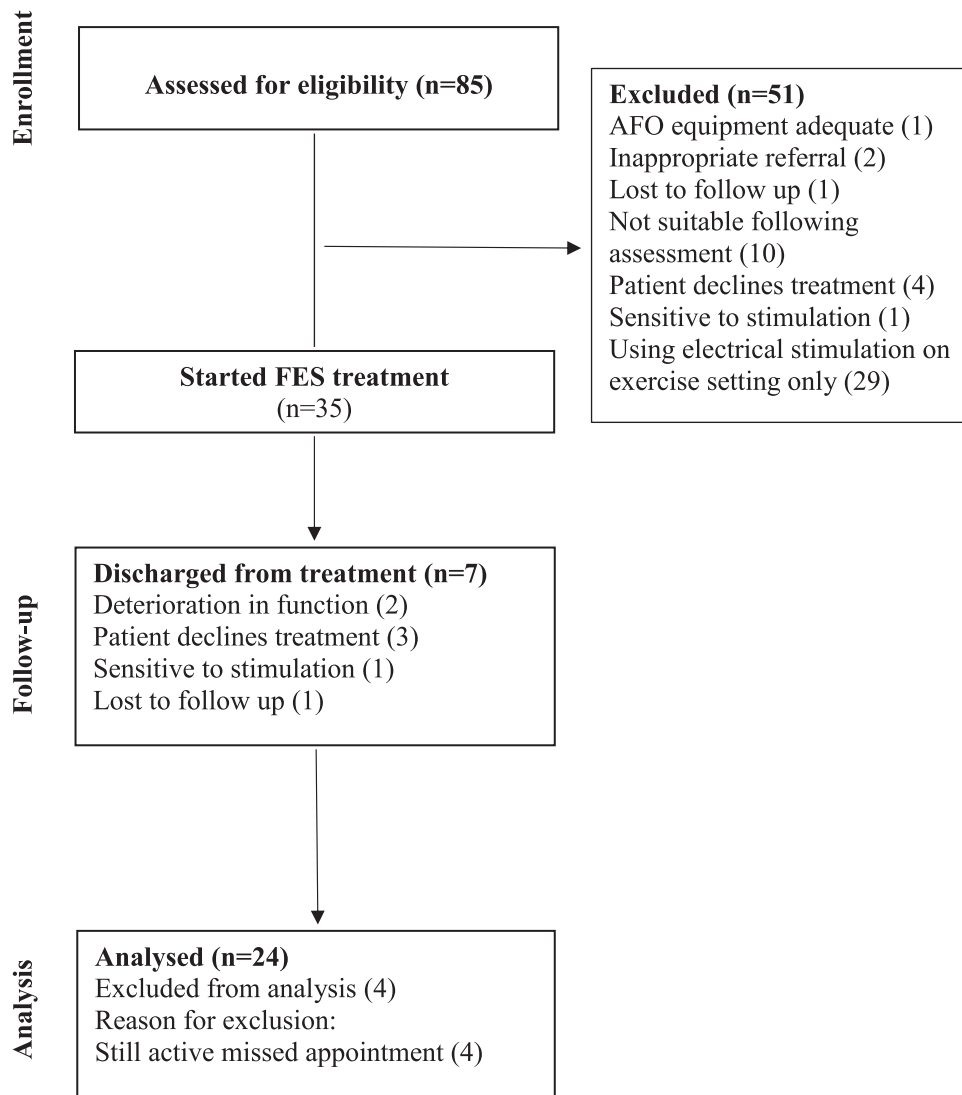 Enrollment
Assessed for eligibility (n=85)
Excluded (n=51)
AFO equipment adequate (1)
Inappropriate referral (2)
Lost to follow up (1)
Not suitable following
assessment (10)
Patient declines treatment (4)
Sensitive to stimulation (1)
Using electrical stimulation on
exercise setting only (29)
Started FES treatment
(n=35)
Follow-up
Discharged from treatment (n=7)
Deterioration in function (2)
Patient declines treatment (3)
Sensitive to stimulation (1)
Lost to follow up (1)
Analysis
Analysed (n=24)
Excluded from analysis (4)
Reason for exclusion:
Still active missed appointment (4)